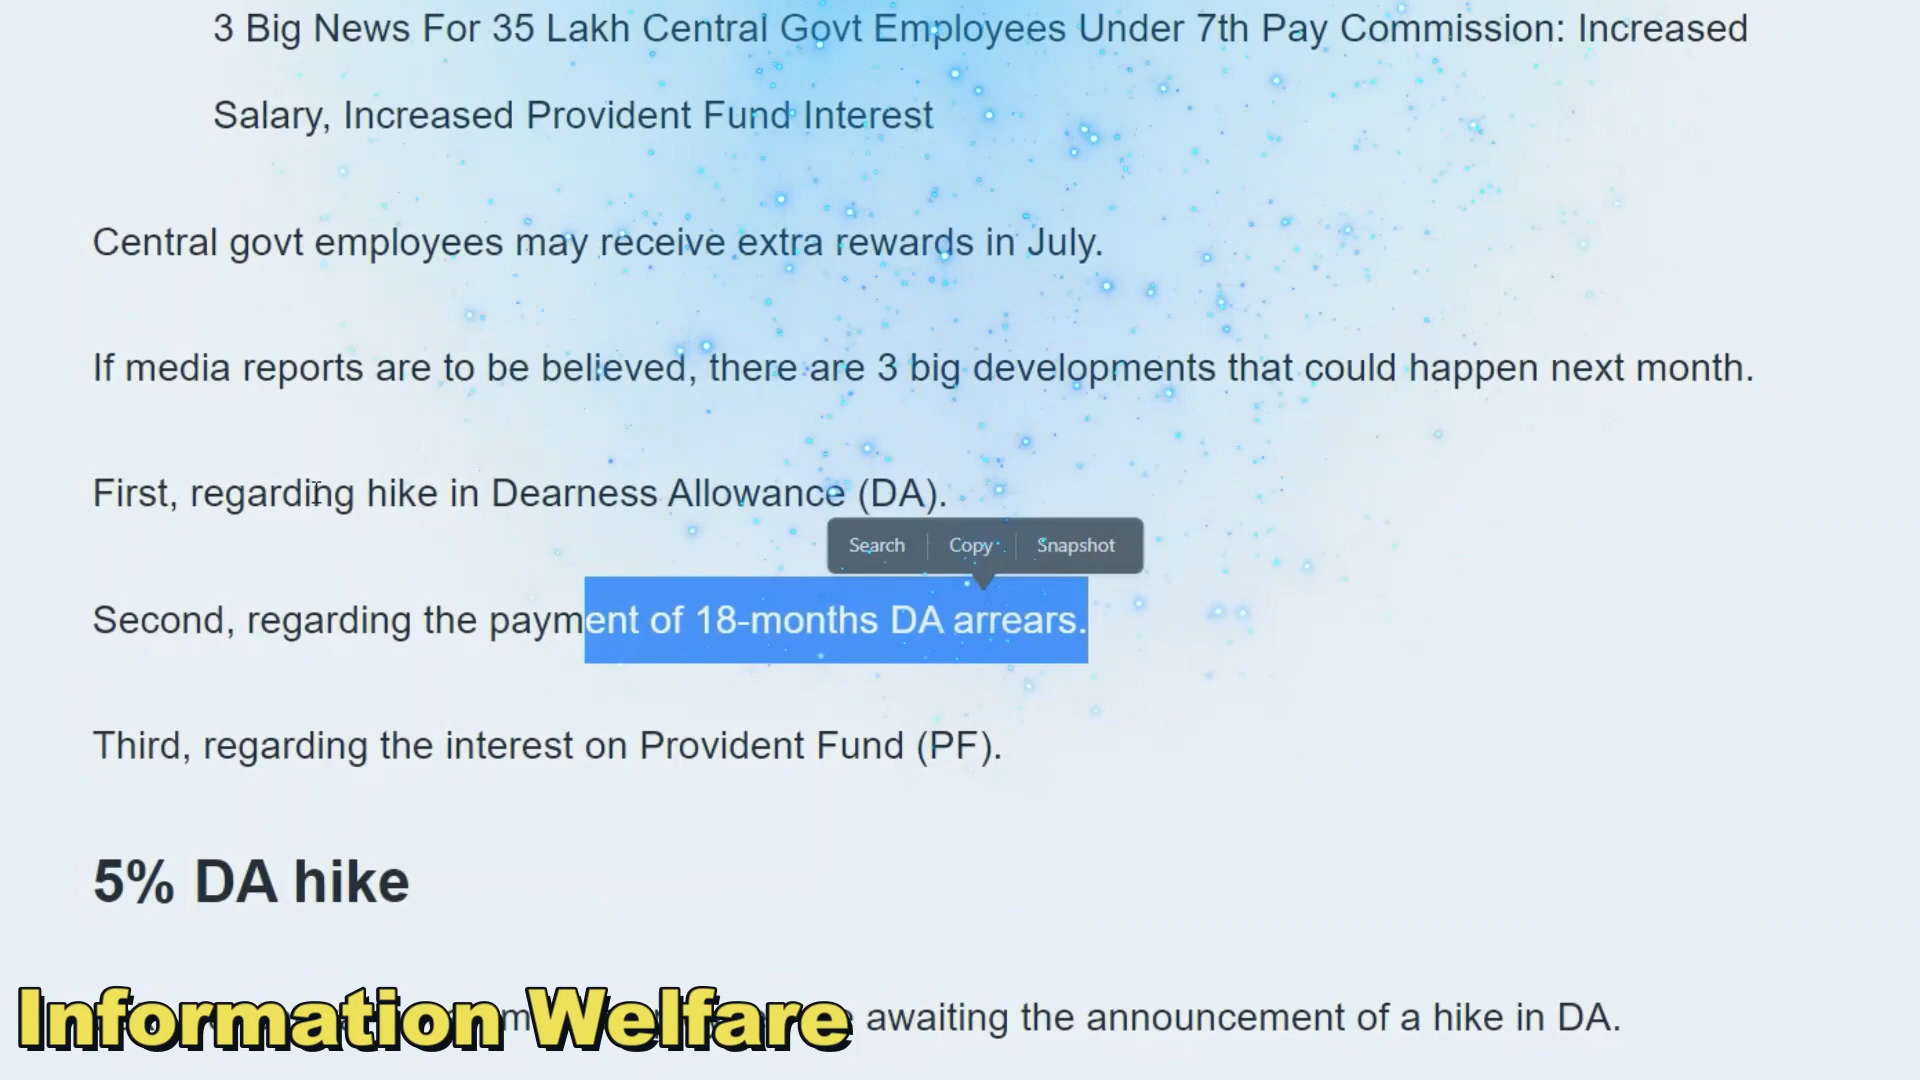 3 Big News For 35 Lakh Central Govt Employees Under 7th Pay Commission: Increased
Salary, Increased Provident Fund Interest
Central govt employees may receive extra rewards in July.
If media reports are to be believed, there are 3 big developments that could happen next month.
First, regarding hike in Dearness Allowance (DA).
Search Copy Snapshot
Second, regarding the payment of 18-months DA arrears.
Third, regarding the interest on Provident Fund (PF).
5% DA hike
Information Welfare awaiting the announcement of a hike in DA.